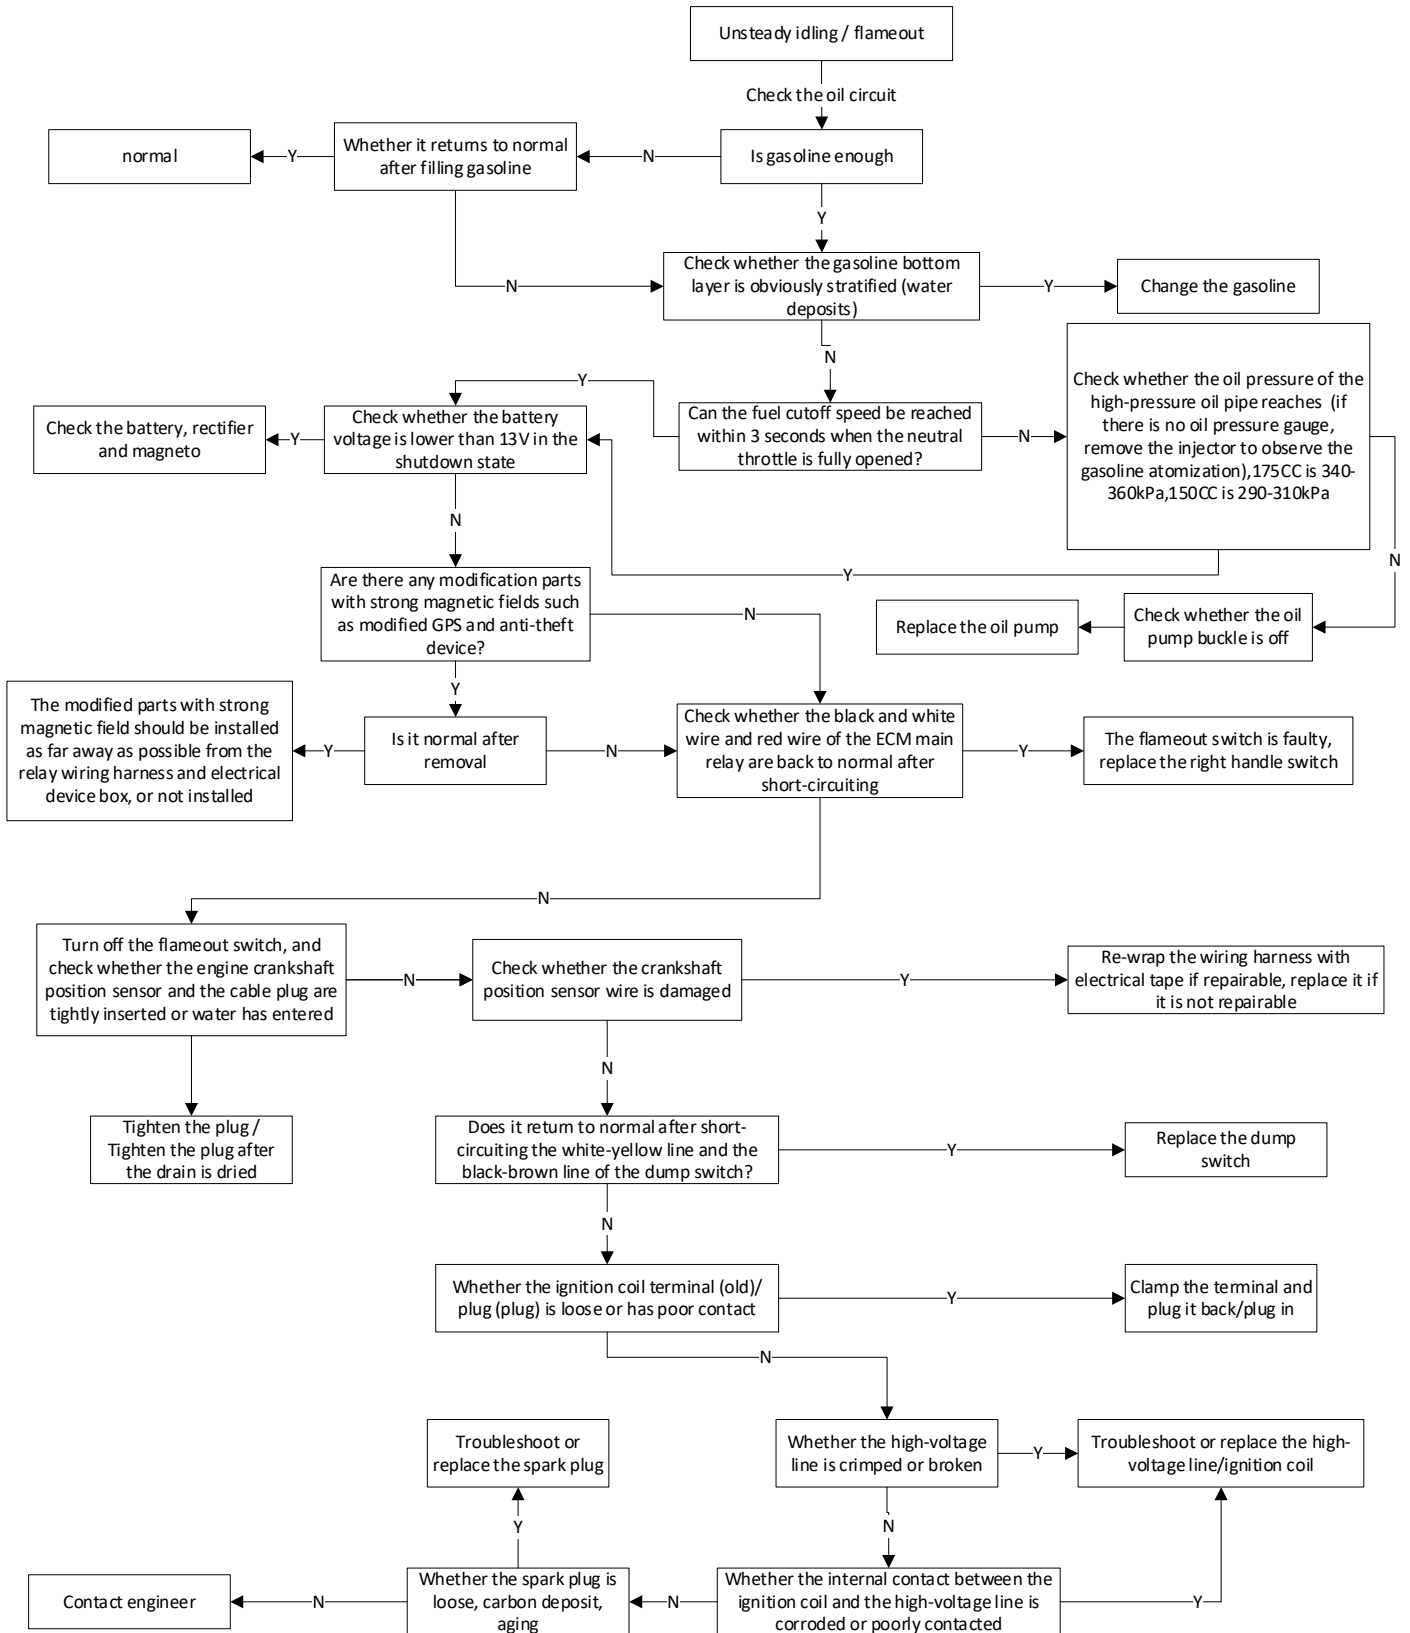 Unsteady idling / flameout
Check the oil circuit
normal
Y
Whether it returns to normal
after filling gasoline
N
Is gasoline enough
Y
N
Check whether the gasoline bottom
layer is obviously stratified (water
deposits)
Y
Change the gasoline
N
Y
Check the battery, rectifier
and magneto
Y
Check whether the battery
voltage is lower than 13V in the
shutdown state
Can the fuel cutoff speed be reached
within 3 seconds when the neutral
throttle is fully opened?
N
Check whether the oil pressure of the
high-pressure oil pipe reaches (if
there is no oil pressure gauge,
remove the injector to observe the
gasoline atomization),175CC is 340-
360kPa,150CC is 290-310kPa
N
N
Y
Are there any modification parts
with strong magnetic fields such
as modified GPS and anti-theft
device?
N
Replace the oil pump
Check whether the oil
pump buckle is off
Y
The modified parts with strong
magnetic field should be installed
as far away as possible from the
relay wiring harness and electrical
device box, or not installed
Y
Is it normal after
removal
N
Check whether the black and white
wire and red wire of the ECM main
relay are back to normal after
short-circuiting
Y
The flameout switch is faulty,
replace the right handle switch
N
Turn off the flameout switch, and
check whether the engine crankshaft
position sensor and the cable plug are
tightly inserted or water has entered
N
Check whether the crankshaft
position sensor wire is damaged
Y
Re-wrap the wiring harness with
electrical tape if repairable, replace it if
it is not repairable
N
Tighten the plug /
Tighten the plug after
the drain is dried
Does it return to normal after short-
circuiting the white-yellow line and the
black-brown line of the dump switch?
Y
Replace the dump
switch
N
Whether the ignition coil terminal (old)/
plug (plug) is loose or has poor contact
Y
Clamp the terminal and
plug it back/plug in
N
Troubleshoot or
replace the spark plug
Whether the high-voltage
line is crimped or broken
Y
Troubleshoot or replace the high-
voltage line/ignition coil
Y
N
Contact engineer
N
Whether the spark plug is
loose, carbon deposit,
aging
N
Whether the internal contact between the
ignition coil and the high-voltage line is
corroded or poorly contacted
Y